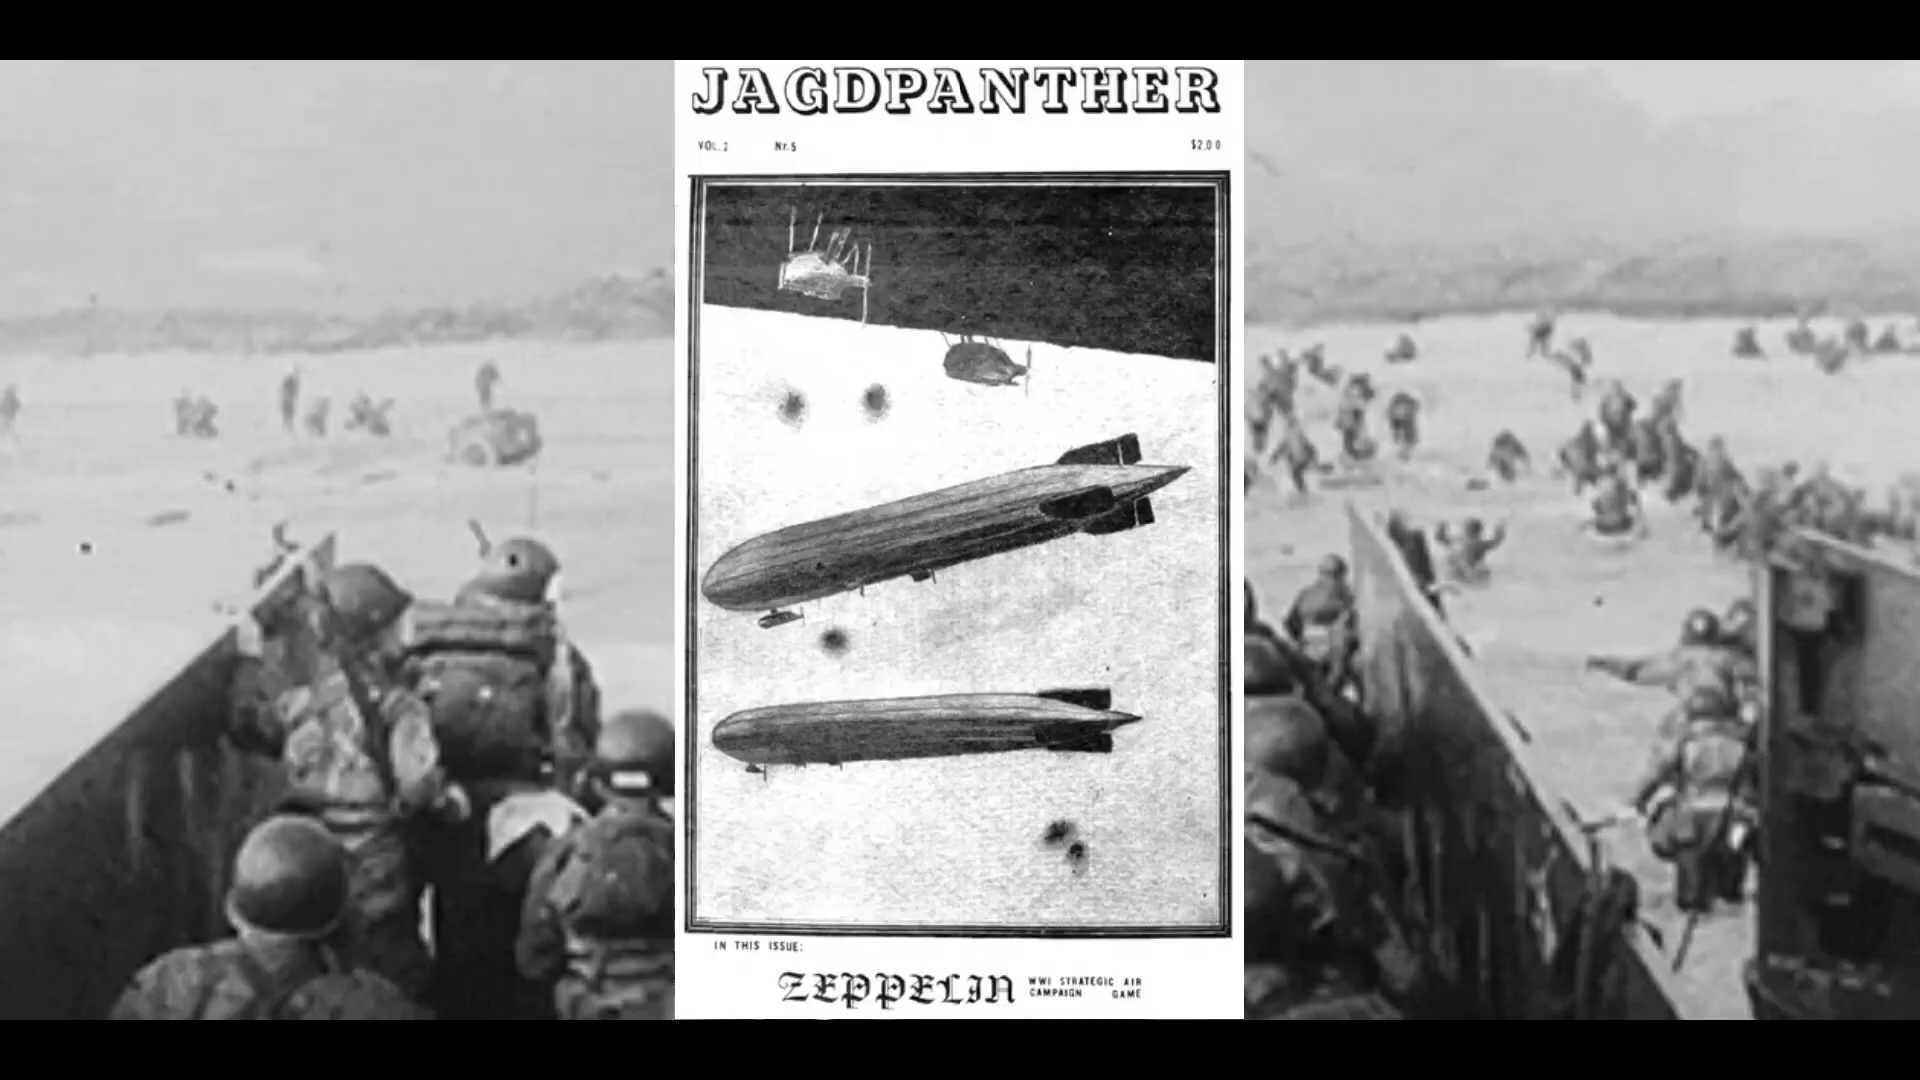 JAGDPANTHER
VOL. 2 Nr. 5 $2.00
IN THIS ISSUE:
ZEPPELIN WWI STRATEGIC AIR
CAMPAIGN GAME